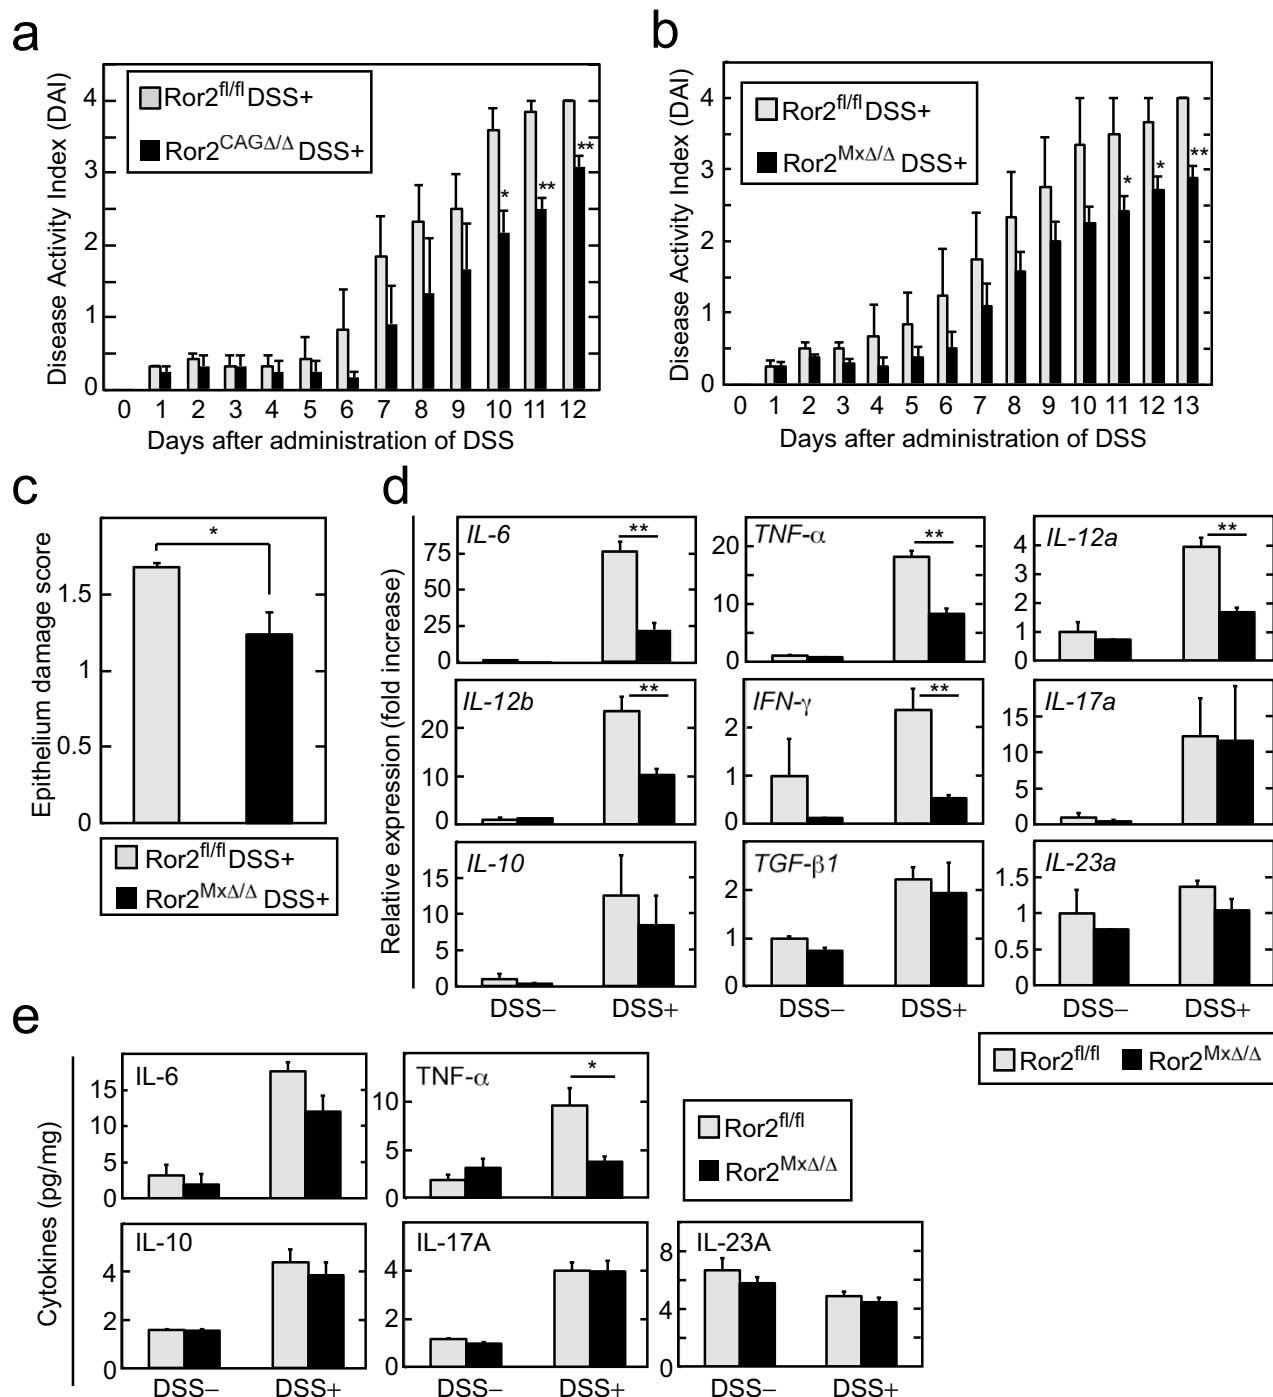 a
Disease Activity Index (DAI)
4
3
2
1
0
Ror2fl/fl DSS+
Ror2CAGΔ/Δ DSS+
* ** **
0 1 2 3 4 5 6 7 8 9 10 11 12
Days after administration of DSS
b
Disease Activity Index (DAI)
4
3
2
1
0
Ror2fl/fl DSS+
Ror2MxΔ/Δ DSS+
* * **
0 1 2 3 4 5 6 7 8 9 10 11 12 13
Days after administration of DSS
c
Epithelium damage score
1.5
1
0.5
0
*
Ror2fl/fl DSS+
Ror2MxΔ/Δ DSS+
d
Relative expression (fold increase)
IL-6
75
50
25
0
**
TNF-α
20
10
0
**
IL-12a
4
3
2
1
0
**
IL-12b
20
10
0
**
IFN-γ
2
1
0
**
IL-17a
15
10
5
0
IL-10
15
10
5
0
DSS− DSS+
TGF-β1
2
1
0
DSS− DSS+
IL-23a
1.5
1
0.5
0
DSS− DSS+
Ror2fl/fl Ror2MxΔ/Δ
e
Cytokines (pg/mg)
IL-6
15
10
5
0
TNF-α
10
5
0
*
Ror2fl/fl
Ror2MxΔ/Δ
IL-10
4
2
0
DSS− DSS+
IL-17A
4
2
0
DSS− DSS+
IL-23A
8
4
0
DSS− DSS+